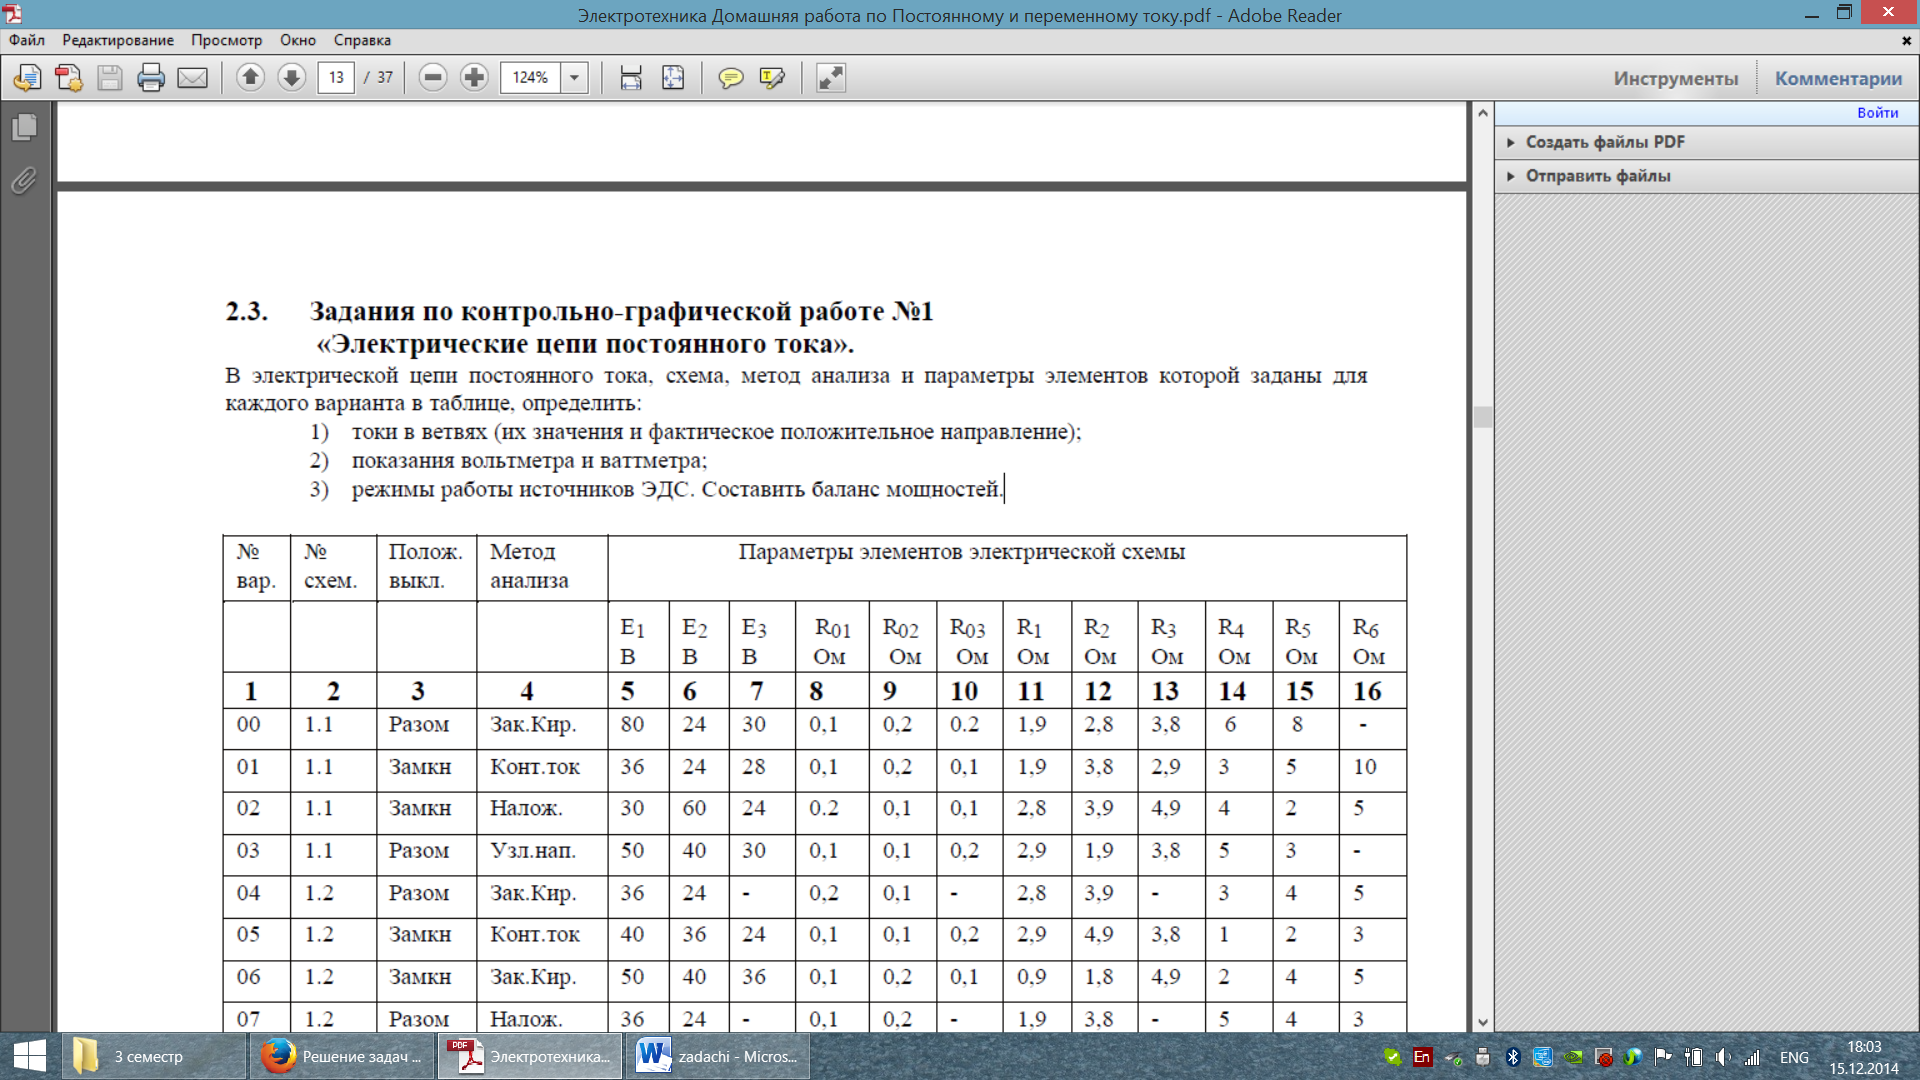 Электротехника Домашняя работа по Постоянному и переменному току.pdf - Adobe Reader
Файл Редактирование Просмотр Окно Справка
13 / 37 124% Инструменты Комментарии
Войти
Создать файлы PDF
Отправить файлы
2.3. Задания по контрольно-графической работе №1
«Электрические цепи постоянного тока».
В электрической цепи постоянного тока, схема, метод анализа и параметры элементов которой заданы для
каждого варианта в таблице, определить:
1) токи в ветвях (их значения и фактическое положительное направление);
2) показания вольтметра и ваттметра;
3) режимы работы источников ЭДС. Составить баланс мощностей.
№ № Полож. Метод Параметры элементов электрической схемы
вар. схем. выкл. анализа
E1 E2 E3 R01 R02 R03 R1 R2 R3 R4 R5 R6
В В В Ом Ом Ом Ом Ом Ом Ом Ом Ом
1 2 3 4 5 6 7 8 9 10 11 12 13 14 15 16
00 1.1 Разом Зак.Кир. 80 24 30 0,1 0,2 0.2 1,9 2,8 3,8 6 8 -
01 1.1 Замкн Конт.ток 36 24 28 0,1 0,2 0,1 1,9 3,8 2,9 3 5 10
02 1.1 Замкн Налож. 30 60 24 0.2 0,1 0,1 2,8 3,9 4,9 4 2 5
03 1.1 Разом Узл.нап. 50 40 30 0,1 0,1 0,2 2,9 1,9 3,8 5 3 -
04 1.2 Разом Зак.Кир. 36 24 - 0,2 0,1 - 2,8 3,9 - 3 4 5
05 1.2 Замкн Конт.ток 40 36 24 0,1 0,1 0,2 2,9 4,9 3,8 1 2 3
06 1.2 Замкн Зак.Кир. 50 40 36 0,1 0,2 0,1 0,9 1,8 4,9 2 4 5
07 1.2 Разом Налож. 36 24 - 0,1 0,2 - 1,9 3,8 - 5 4 3
3 семестр Решение задач ... PDF Электротехника... zadachi - Micros... En ENG 18:03
15.12.2014